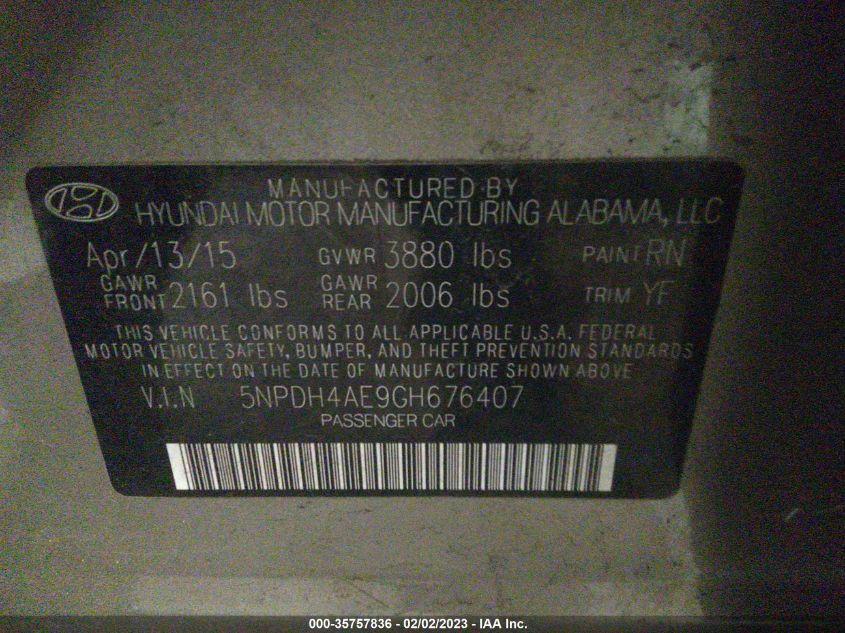 MANUFACTURED BY
HYUNDAI MOTOR MANUFACTURING ALABAMA, LLC
Apr/13/15 GVWR 3880 lbs PAINT RN
GAWR FRONT 2161 lbs GAWR REAR 2006 lbs TRIM YF
THIS VEHICLE CONFORMS TO ALL APPLICABLE U.S.A. FEDERAL
MOTOR VEHICLE SAFETY, BUMPER, AND THEFT PREVENTION STANDARDS
IN EFFECT ON THE DATE OF MANUFACTURE SHOWN ABOVE
V.I.N 5NPDH4AE9GH676407
PASSENGER CAR
000-35757836 - 02/02/2023 - IAA Inc.